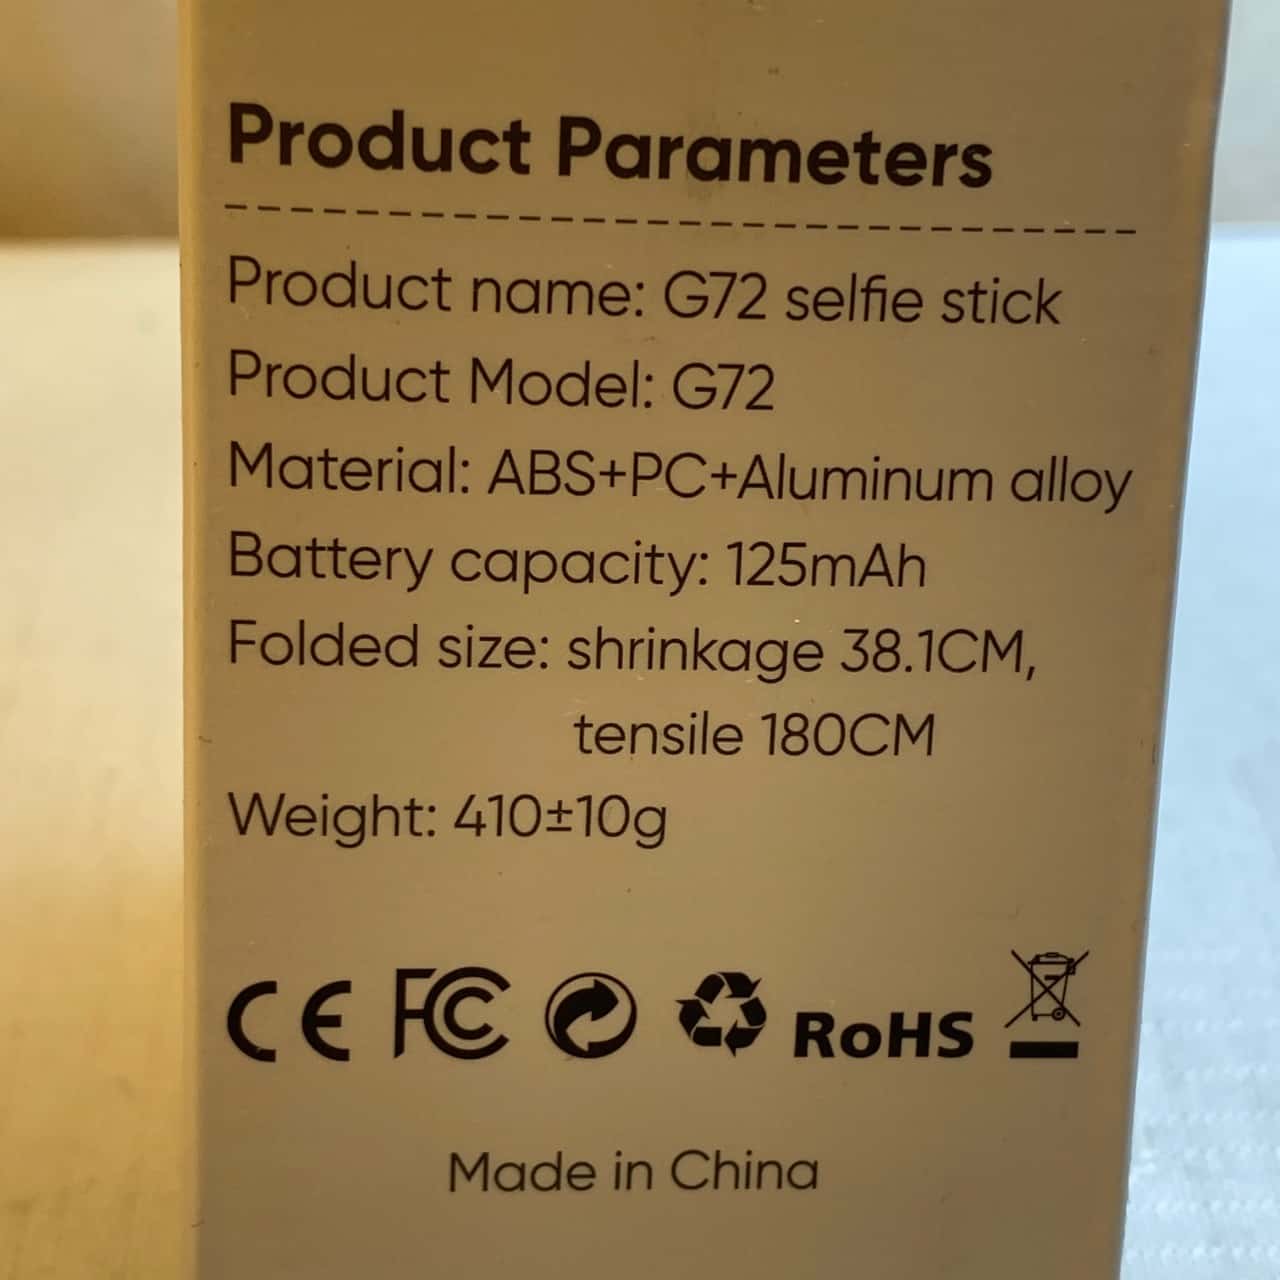 Product Parameters
Product name: G72 selfie stick
Product Model: G72
Material: ABS+PC+Aluminum alloy
Battery capacity: 125mAh
Folded size: shrinkage 38.1CM,
tensile 180CM
Weight: 410±10g
CE FC RoHS
Made in China